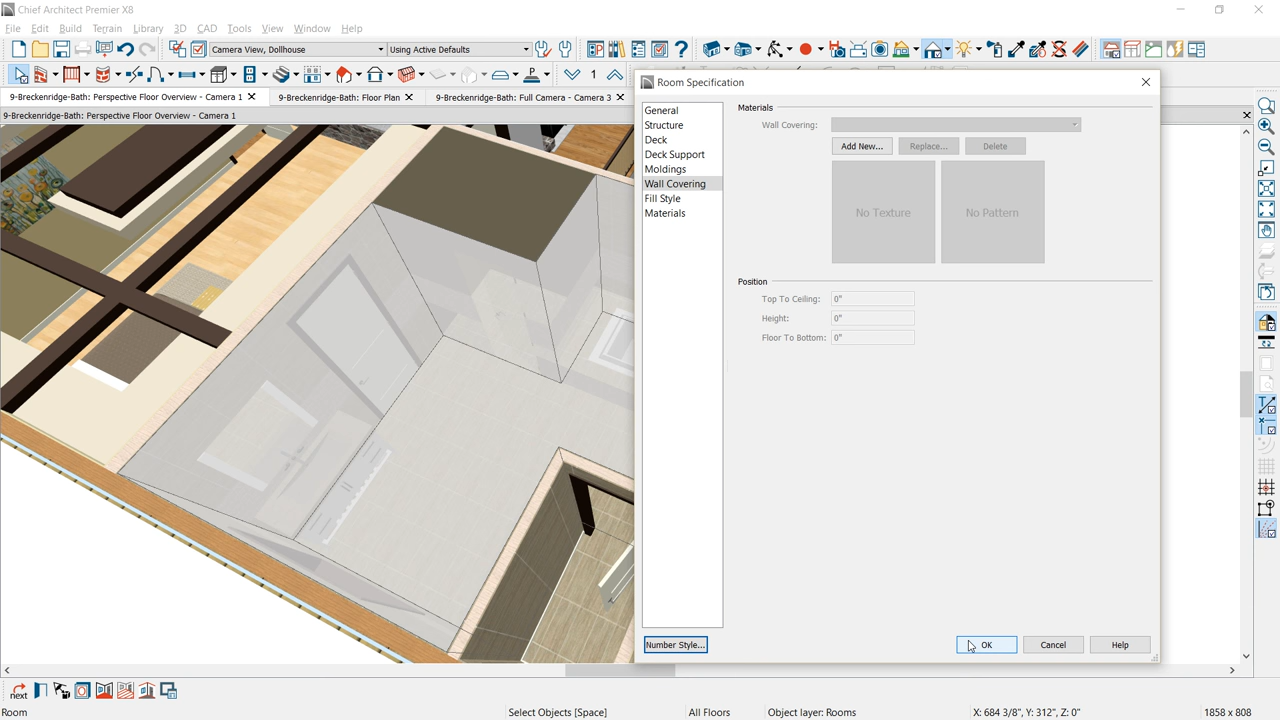 Chief Architect Premier X8
File Edit Build Terrain Library 3D CAD Tools View Window Help
Camera View, Dollhouse Using Active Defaults
1
9-Breckenridge-Bath: Perspective Floor Overview - Camera 1 9-Breckenridge-Bath: Floor Plan 9-Breckenridge-Bath: Full Camera - Camera 3
9-Breckenridge-Bath: Perspective Floor Overview - Camera 1
Room Specification
General
Structure
Deck
Deck Support
Moldings
Wall Covering
Fill Style
Materials
Materials
Wall Covering:
Add New... Replace... Delete
No Texture No Pattern
Position
Top To Ceiling: 0"
Height: 0"
Floor To Bottom: 0"
Number Style... OK Cancel Help
next
Room Select Objects [Space] All Floors Object layer: Rooms X: 684 3/8", Y: 312", Z: 0" 1858 x 808